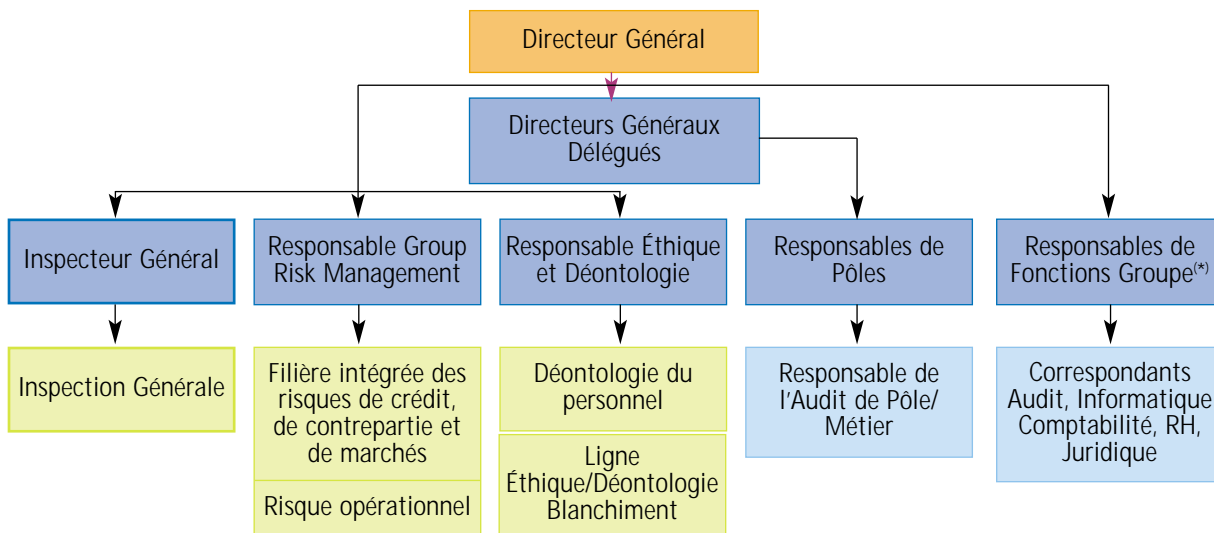 Directeur Général
Directeurs Généraux
Délégués
Inspecteur Général
Responsable Group
Risk Management
Responsable Éthique
et Déontologie
Responsables de
Pôles
Responsables de
Fonctions Groupe(*)
Inspection Générale
Filière intégrée des
risques de crédit,
de contrepartie et
de marchés
Risque opérationnel
Déontologie du
personnel
Ligne
Éthique/Déontologie
Blanchiment
Responsable de
l'Audit de Pôle/
Métier
Correspondants
Audit, Informatique
Comptabilité, RH,
Juridique